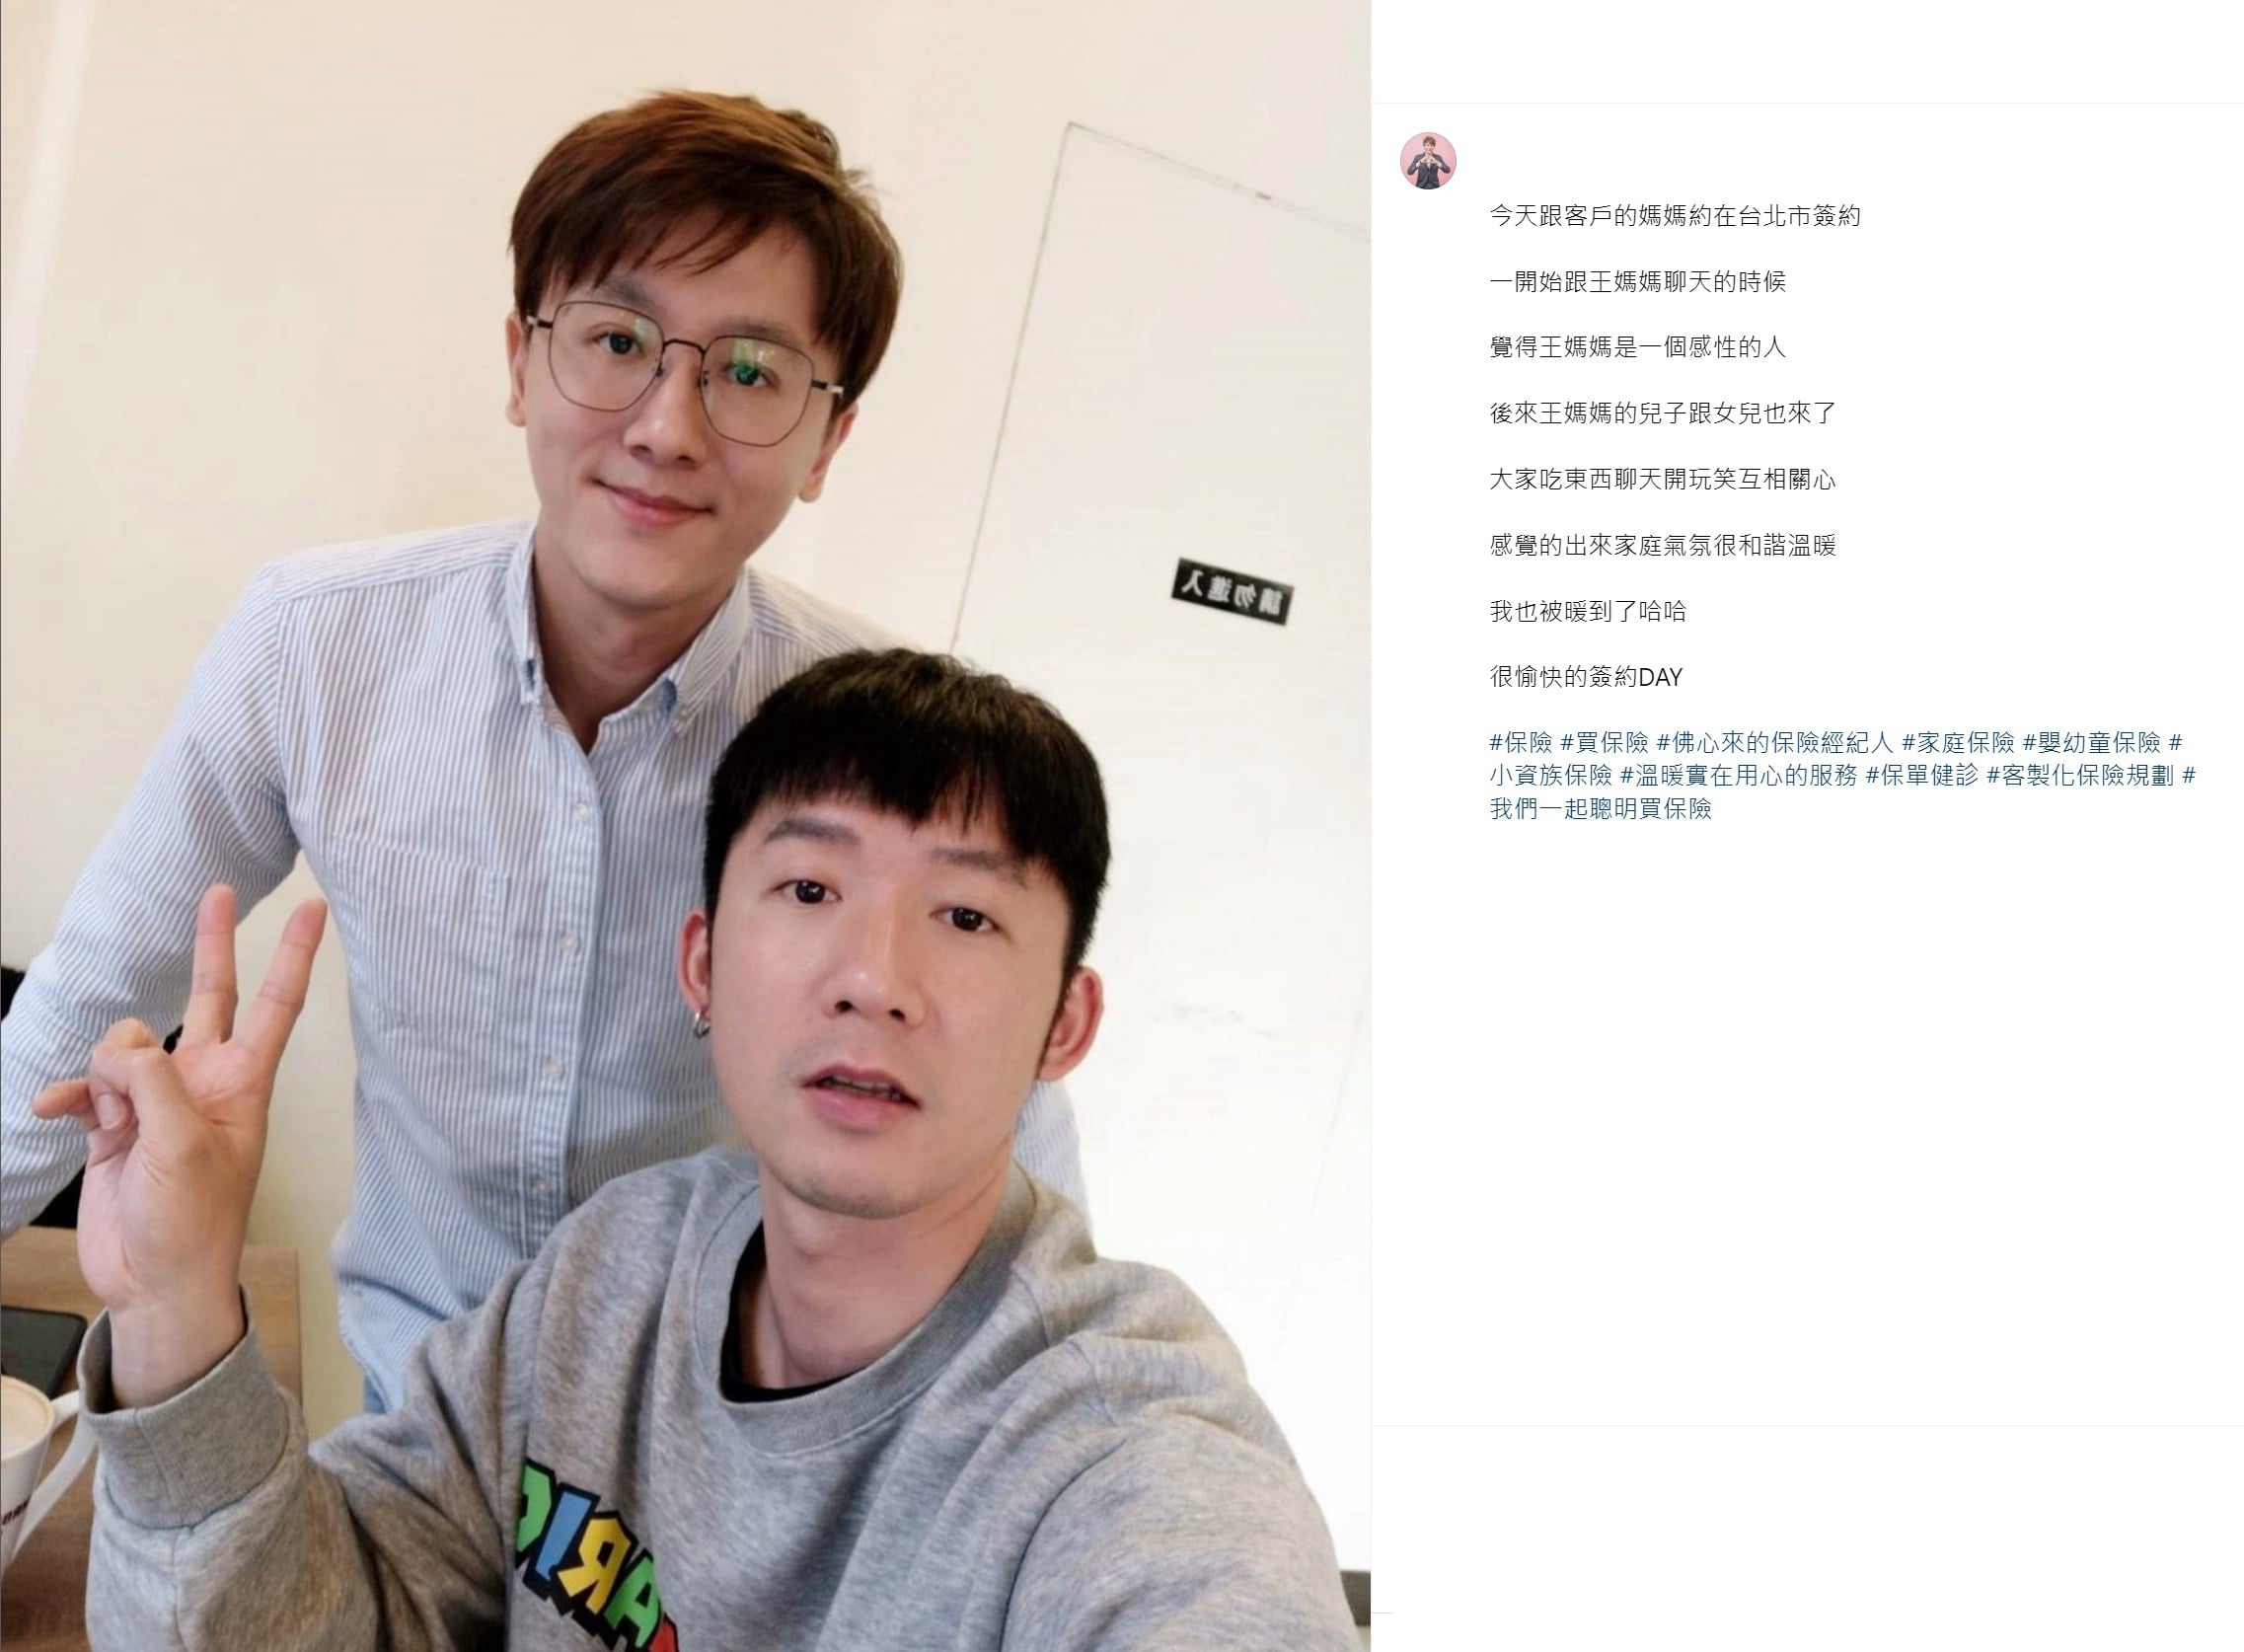 請勿進入
MARIO
今天跟客戶的媽媽約在台北市簽約
一開始跟王媽媽聊天的時候
覺得王媽媽是一個感性的人
後來王媽媽的兒子跟女兒也來了
大家吃東西聊天開玩笑互相關心
感覺的出來家庭氣氛很和諧溫暖
我也被暖到了哈哈
很愉快的簽約DAY
#保險 #買保險 #佛心來的保險經紀人 #家庭保險 #嬰幼童保險 #
小資族保險 #溫暖實在用心的服務 #保單健診 #客製化保險規劃 #
我們一起聰明買保險